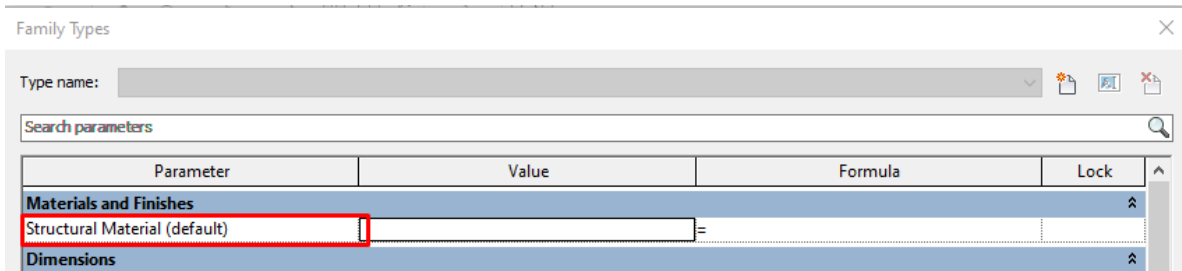 Family Types
Type name:
Search parameters
Parameter Value Formula Lock
Materials and Finishes
Structural Material (default) =
Dimensions